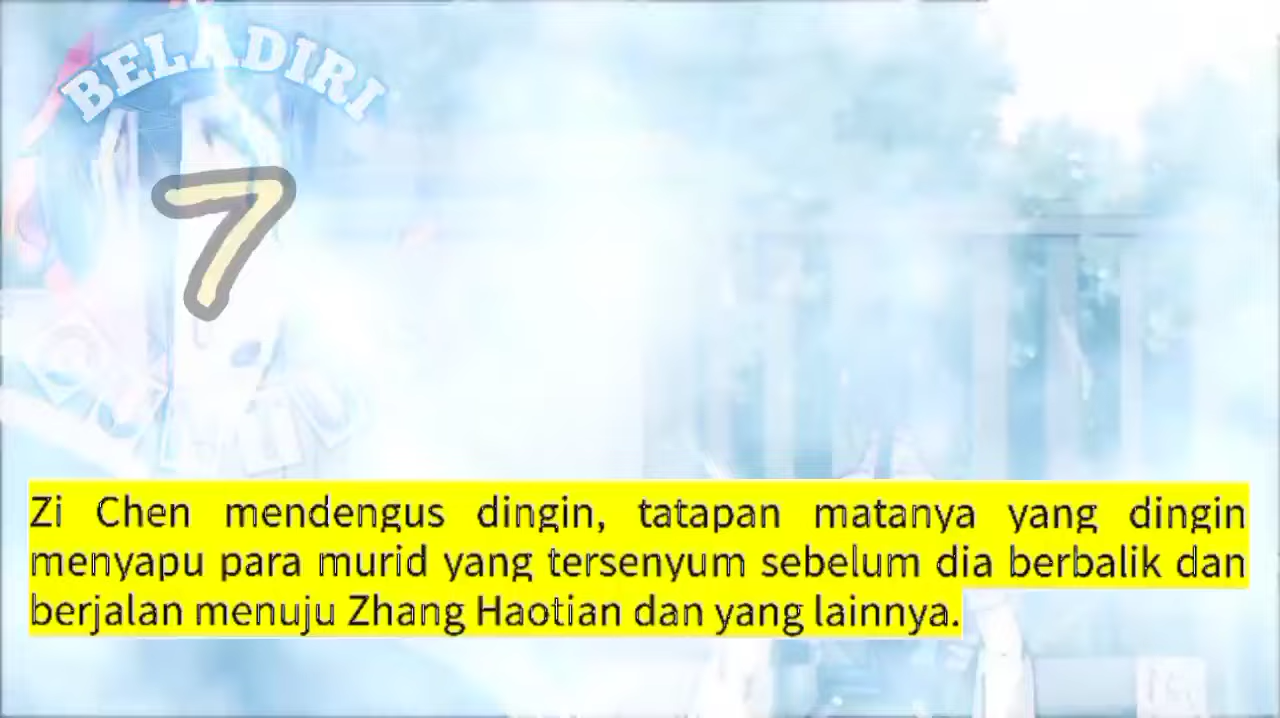 BELADIRI
7
Zi Chen mendengus dingin, tatapan matanya yang dingin
menyapu para murid yang tersenyum sebelum dia berbalik dan
berjalan menuju Zhang Haotian dan yang lainnya.